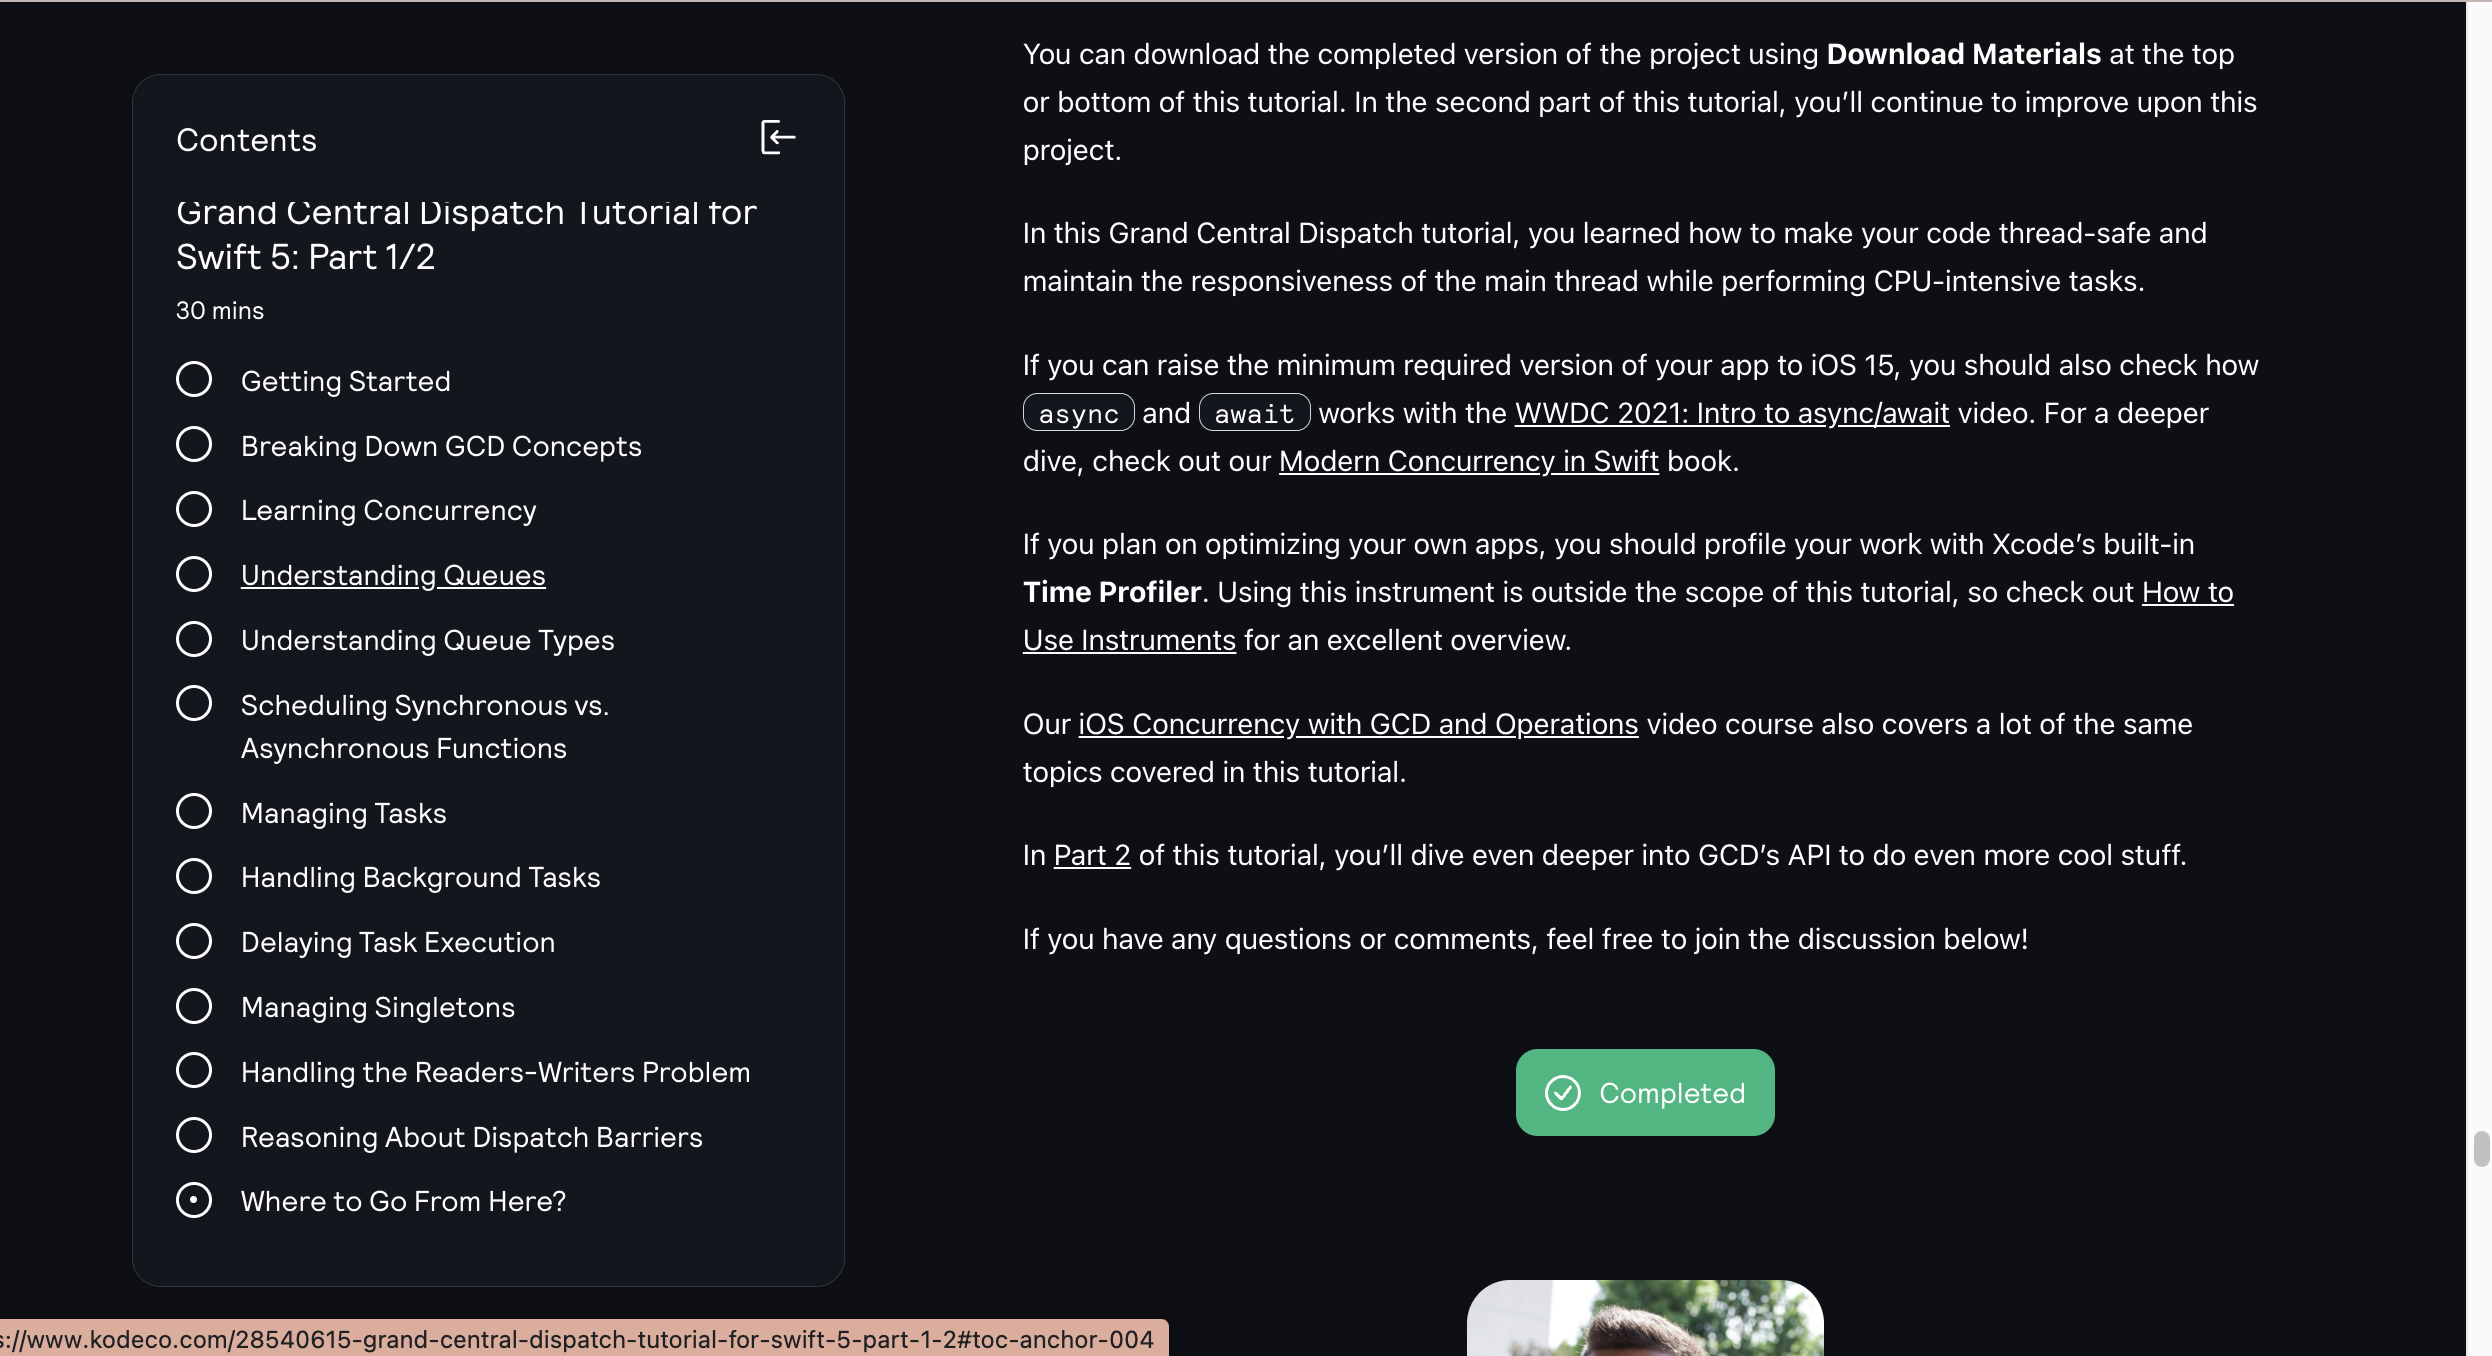 Contents
Grand Central Dispatch Tutorial for
Swift 5: Part 1/2
30 mins
Getting Started
Breaking Down GCD Concepts
Learning Concurrency
Understanding Queues
Understanding Queue Types
Scheduling Synchronous vs.
Asynchronous Functions
Managing Tasks
Handling Background Tasks
Delaying Task Execution
Managing Singletons
Handling the Readers-Writers Problem
Reasoning About Dispatch Barriers
Where to Go From Here?
You can download the completed version of the project using Download Materials at the top
or bottom of this tutorial. In the second part of this tutorial, you’ll continue to improve upon this
project.
In this Grand Central Dispatch tutorial, you learned how to make your code thread-safe and
maintain the responsiveness of the main thread while performing CPU-intensive tasks.
If you can raise the minimum required version of your app to iOS 15, you should also check how
async and await works with the WWDC 2021: Intro to async/await video. For a deeper
dive, check out our Modern Concurrency in Swift book.
If you plan on optimizing your own apps, you should profile your work with Xcode’s built-in
Time Profiler. Using this instrument is outside the scope of this tutorial, so check out How to
Use Instruments for an excellent overview.
Our iOS Concurrency with GCD and Operations video course also covers a lot of the same
topics covered in this tutorial.
In Part 2 of this tutorial, you’ll dive even deeper into GCD’s API to do even more cool stuff.
If you have any questions or comments, feel free to join the discussion below!
Completed
s://www.kodeco.com/28540615-grand-central-dispatch-tutorial-for-swift-5-part-1-2#toc-anchor-004